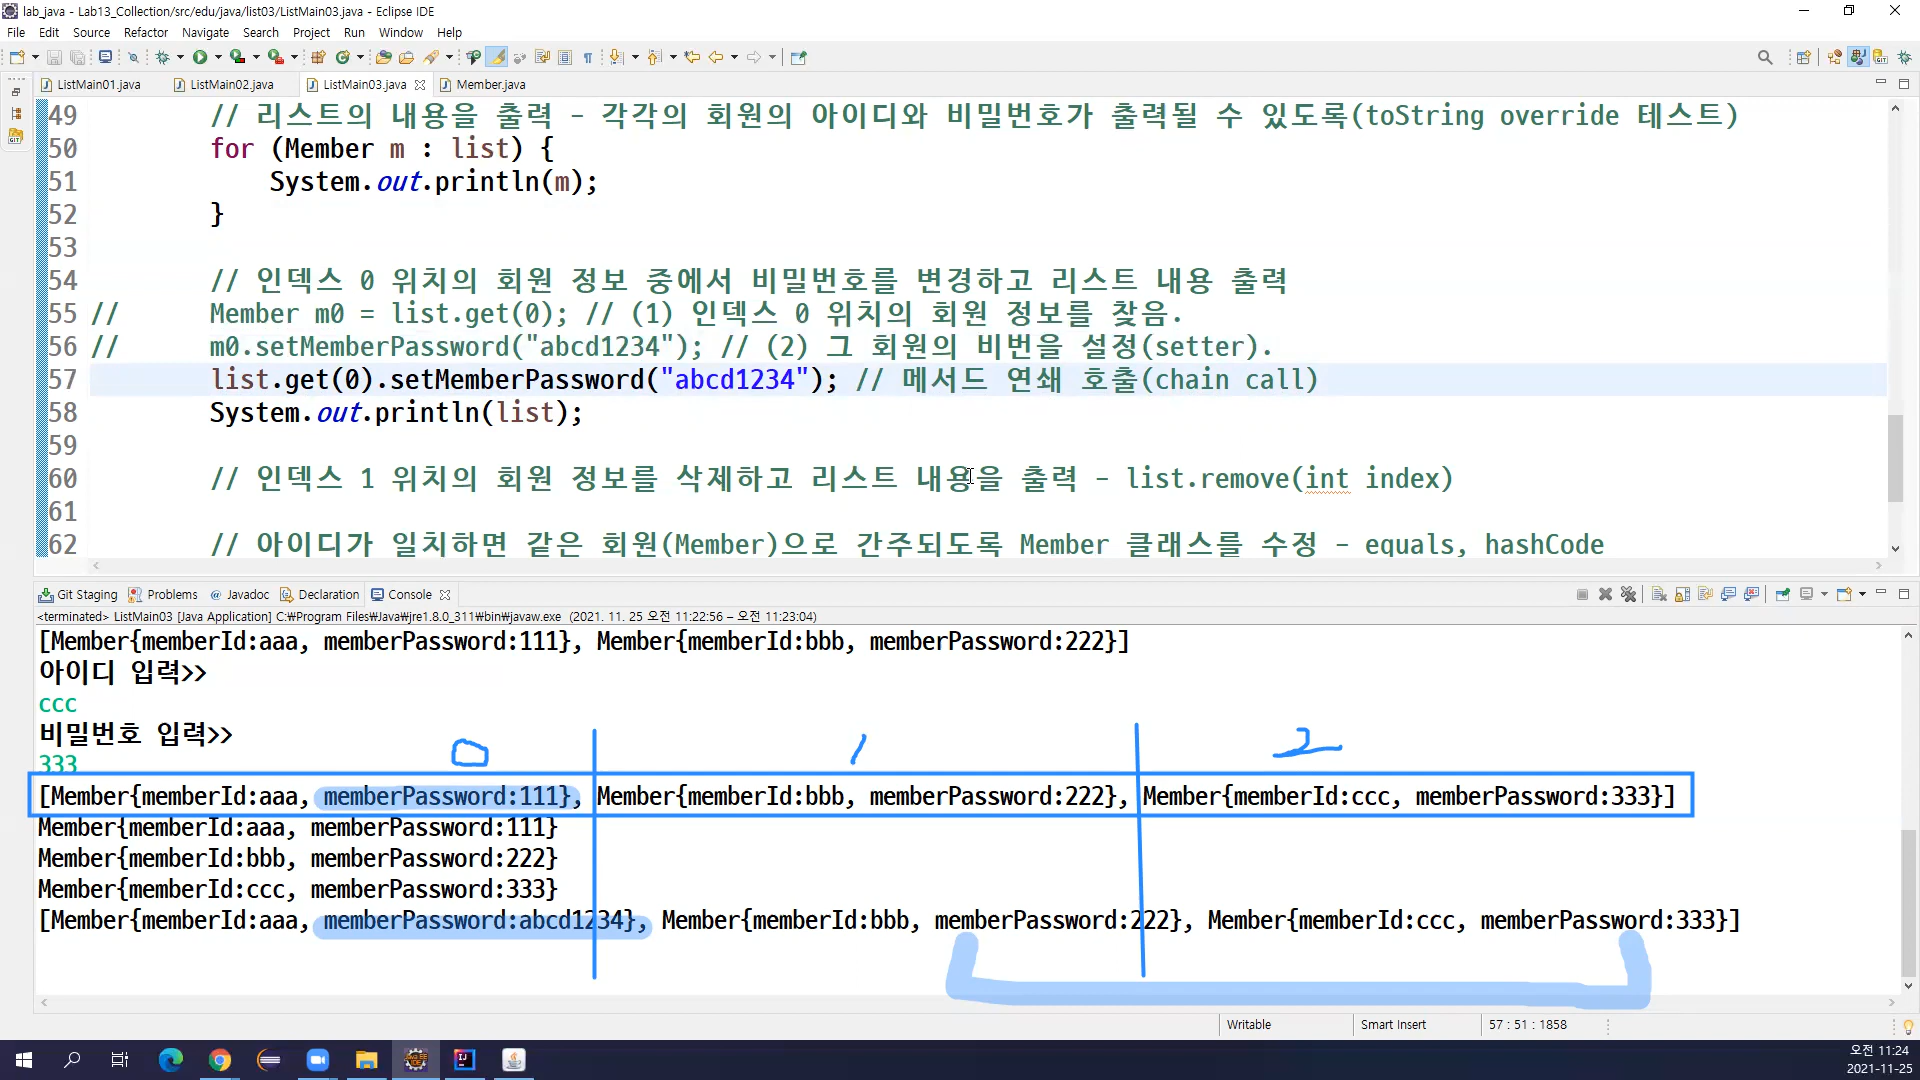 lab_java - Lab13_Collection/src/edu/java/list03/ListMain03.java - Eclipse IDE
File Edit Source Refactor Navigate Search Project Run Window Help
ListMain01.java ListMain02.java ListMain03.java Member.java
49 // 리스트의 내용을 출력 - 각각의 회원의 아이디와 비밀번호가 출력될 수 있도록(toString override 테스트)
50 for (Member m : list) {
51 System.out.println(m);
52 }
53
54 // 인덱스 0 위치의 회원 정보 중에서 비밀번호를 변경하고 리스트 내용 출력
55 // Member m0 = list.get(0); // (1) 인덱스 0 위치의 회원 정보를 찾음.
56 // m0.setMemberPassword("abcd1234"); // (2) 그 회원의 비번을 설정(setter).
57 list.get(0).setMemberPassword("abcd1234"); // 메서드 연쇄 호출(chain call)
58 System.out.println(list);
59
60 // 인덱스 1 위치의 회원 정보를 삭제하고 리스트 내용을 출력 - list.remove(int index)
61
62 // 아이디가 일치하면 같은 회원(Member)으로 간주되도록 Member 클래스를 수정 - equals, hashCode
Git Staging Problems Javadoc Declaration Console
<terminated> ListMain03 [Java Application] C:₩Program Files₩Java₩jre1.8.0_311₩bin₩javaw.exe (2021. 11. 25 오전 11:22:56 – 오전 11:23:04)
[Member{memberId:aaa, memberPassword:111}, Member{memberId:bbb, memberPassword:222}]
아이디 입력>>
ccc
비밀번호 입력>>
0 1 2
333
[Member{memberId:aaa, memberPassword:111}, Member{memberId:bbb, memberPassword:222}, Member{memberId:ccc, memberPassword:333}]
Member{memberId:aaa, memberPassword:111}
Member{memberId:bbb, memberPassword:222}
Member{memberId:ccc, memberPassword:333}
[Member{memberId:aaa, memberPassword:abcd1234}, Member{memberId:bbb, memberPassword:222}, Member{memberId:ccc, memberPassword:333}]
Writable Smart Insert 57 : 51 : 1858
오전 11:24
2021-11-25